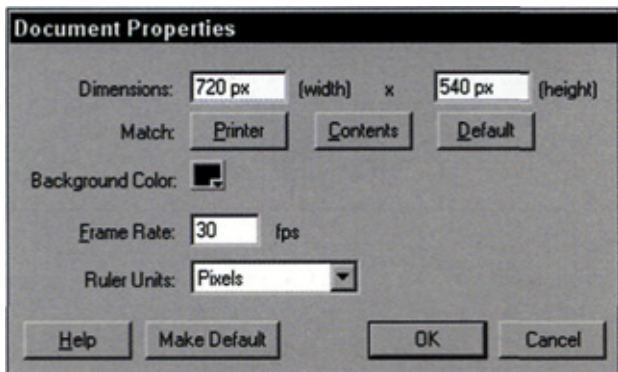 Document Properties
Dimensions: 720 px (width) x 540 px (height)
Match: Printer Contents Default
Background Color:
Frame Rate: 30 fps
Ruler Units: Pixels
Help Make Default OK Cancel